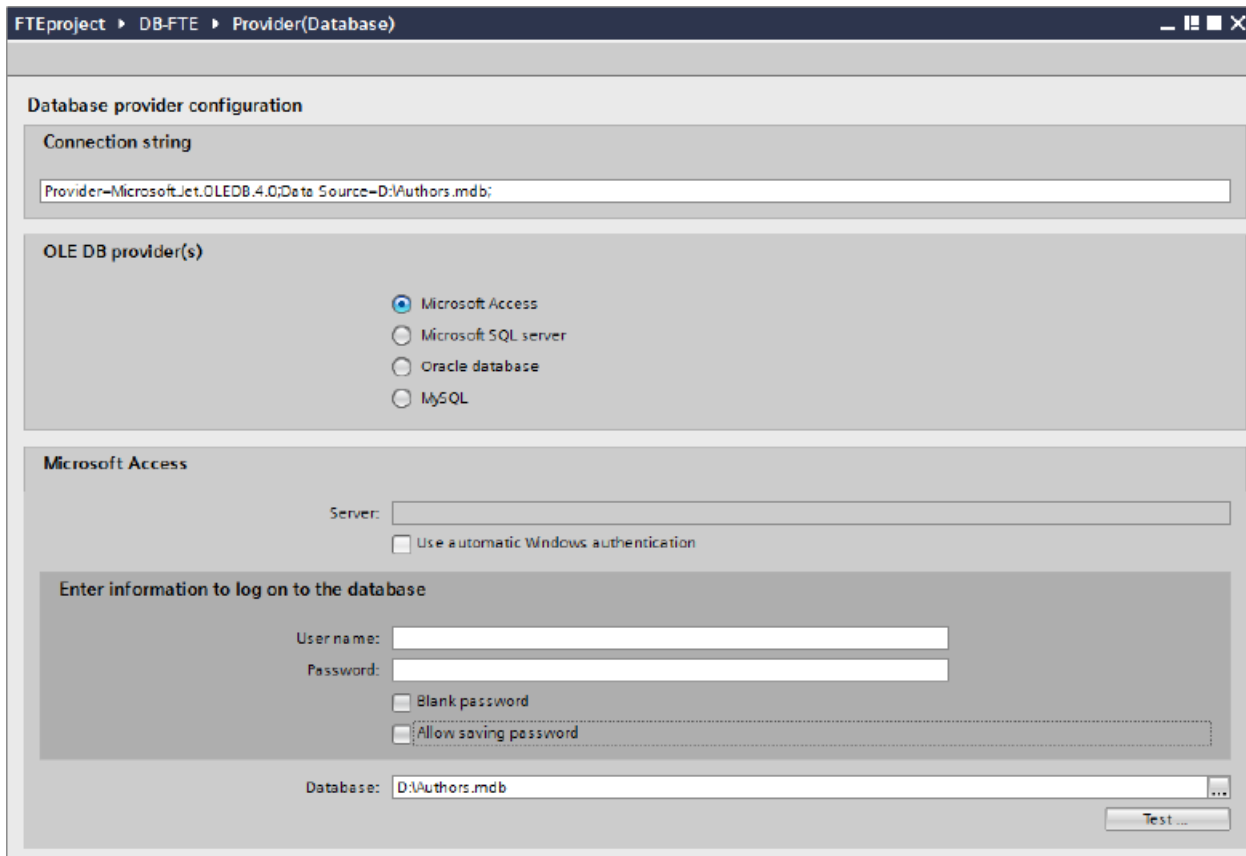 FTEproject ▸ DB-FTE ▸ Provider(Database)
Database provider configuration
Connection string
Provider=Microsoft.Jet.OLEDB.4.0;Data Source=D:\Authors.mdb;
OLE DB provider(s)
Microsoft Access
Microsoft SQL server
Oracle database
MySQL
Microsoft Access
Server:
Use automatic Windows authentication
Enter information to log on to the database
User name:
Password:
Blank password
Allow saving password
Database: D:\Authors.mdb ...
Test ...